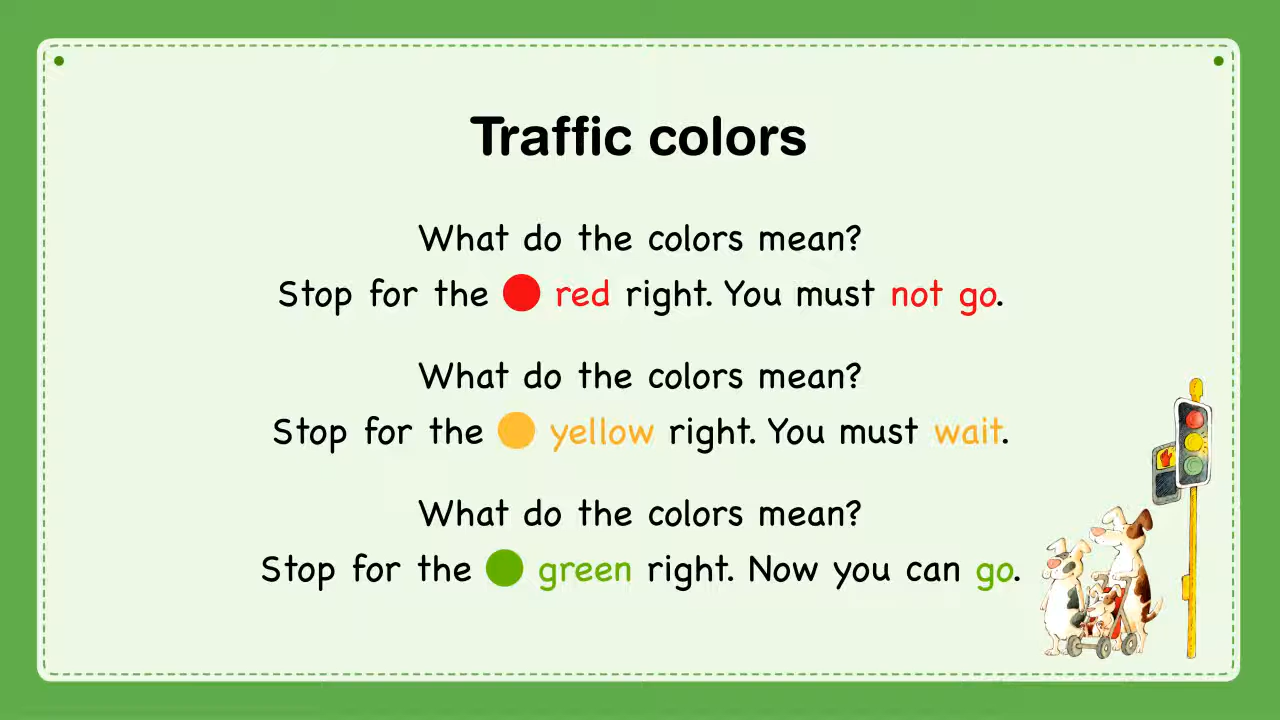 Traffic colors
What do the colors mean?
Stop for the red right. You must not go.
What do the colors mean?
Stop for the yellow right. You must wait.
What do the colors mean?
Stop for the green right. Now you can go.